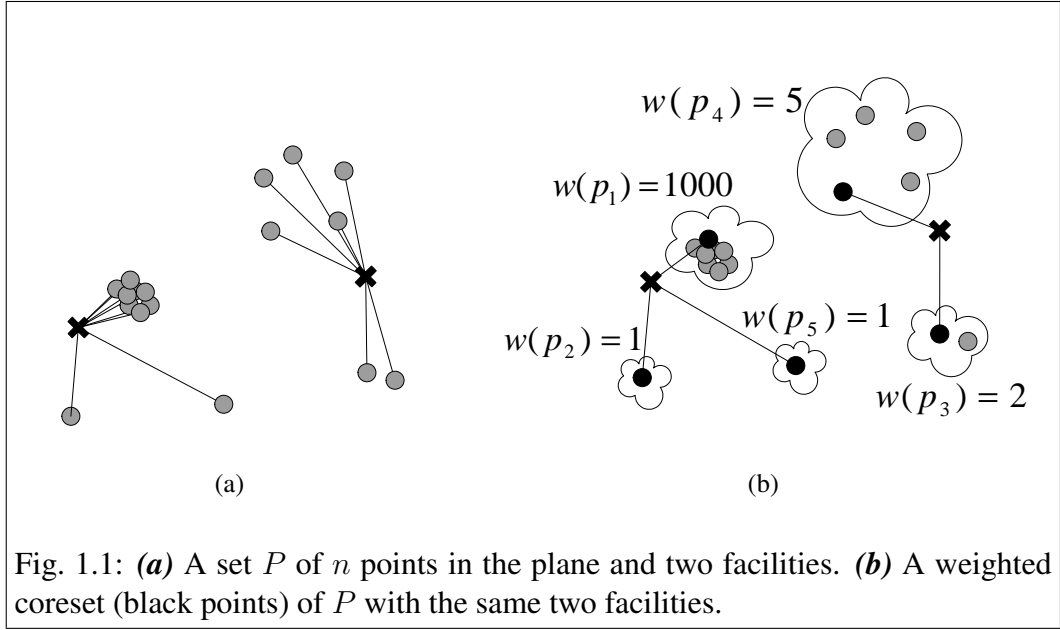 w(p₄) = 5
w(p₁) = 1000
w(p₅) = 1
w(p₂) = 1
w(p₃) = 2
(a)
(b)
Fig. 1.1: (a) A set P of n points in the plane and two facilities. (b) A weighted
coreset (black points) of P with the same two facilities.